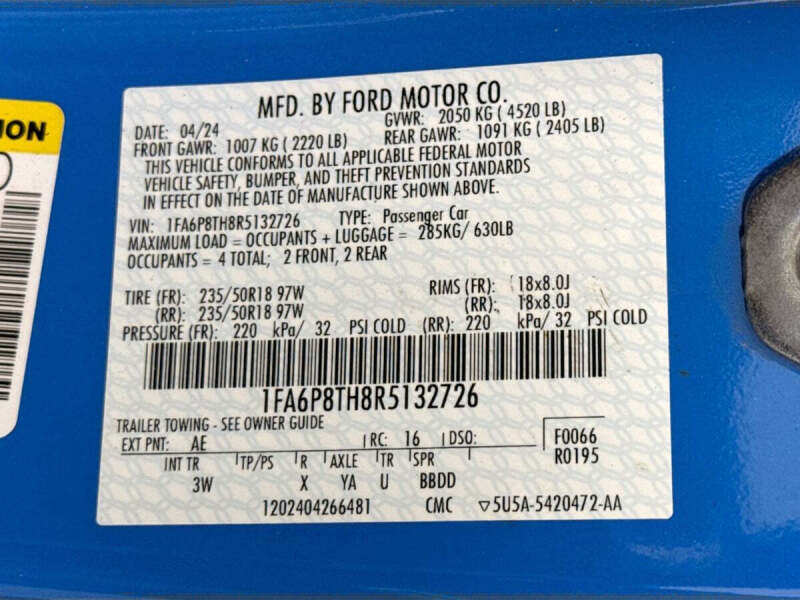 ION
MFD. BY FORD MOTOR CO.
DATE: 04/24 GVWR: 2050 KG ( 4520 LB)
FRONT GAWR: 1007 KG ( 2220 LB) REAR GAWR: 1091 KG ( 2405 LB)
THIS VEHICLE CONFORMS TO ALL APPLICABLE FEDERAL MOTOR
VEHICLE SAFETY, BUMPER, AND THEFT PREVENTION STANDARDS
IN EFFECT ON THE DATE OF MANUFACTURE SHOWN ABOVE.
VIN: 1FA6P8TH8R5132726 TYPE: Passenger Car
MAXIMUM LOAD = OCCUPANTS + LUGGAGE = 285KG/ 630LB
OCCUPANTS = 4 TOTAL; 2 FRONT, 2 REAR
TIRE (FR): 235/50R18 97W RIMS (FR): 18x8.0J
(RR): 235/50R18 97W (RR): 18x8.0J
PRESSURE (FR): 220 kPa/ 32 PSI COLD (RR): 220 kPa/ 32 PSI COLD
1FA6P8TH8R5132726
TRAILER TOWING - SEE OWNER GUIDE
EXT PNT: AE RC: 16 DSO: F0066
R0195
INT TR TP/PS R AXLE TR SPR
3W X YA U BBDD
1202404266481 CMC ▽5U5A-5420472-AA